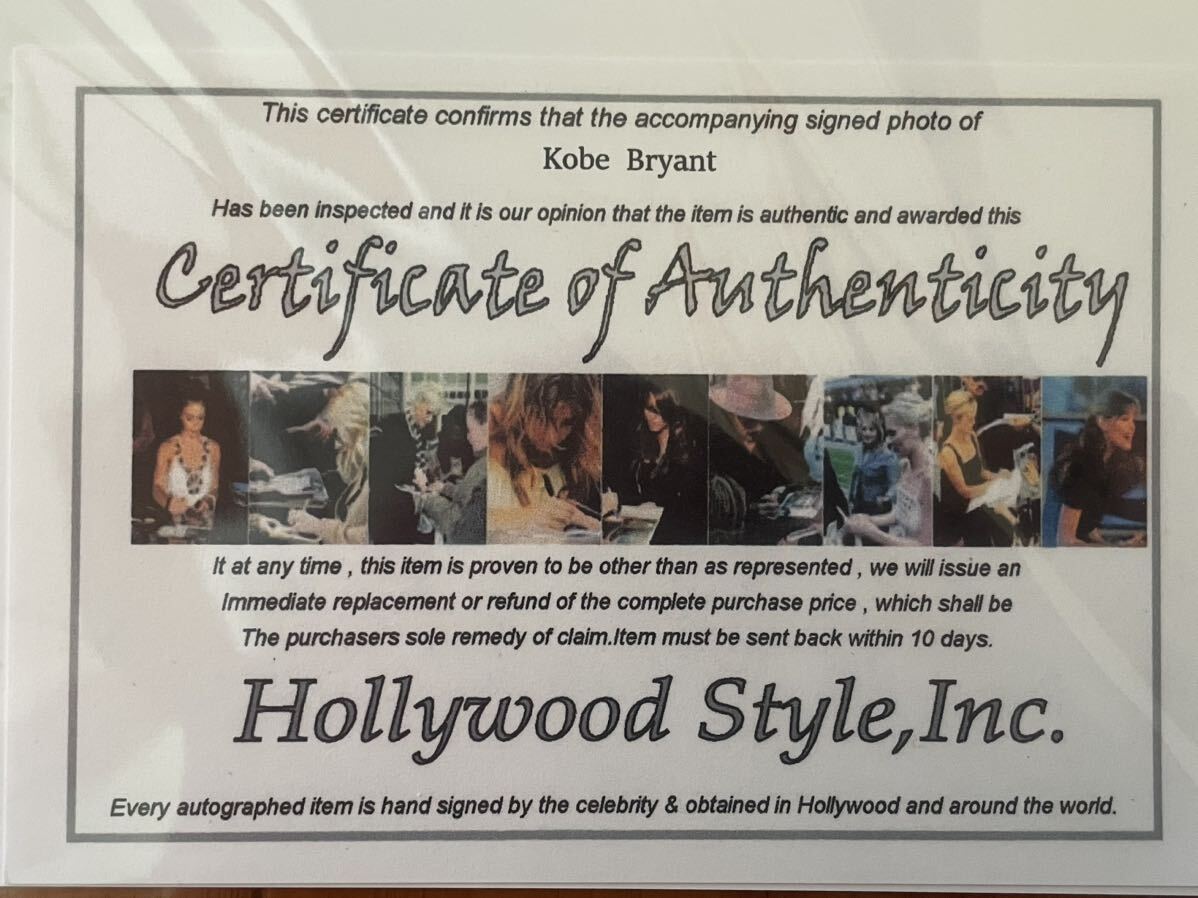 This certificate confirms that the accompanying signed photo of
Kobe Bryant
Has been inspected and it is our opinion that the item is authentic and awarded this
Certificate of Authenticity
It at any time , this item is proven to be other than as represented , we will issue an
Immediate replacement or refund of the complete purchase price , which shall be
The purchasers sole remedy of claim.Item must be sent back within 10 days.
Hollywood Style,Inc.
Every autographed item is hand signed by the celebrity & obtained in Hollywood and around the world.